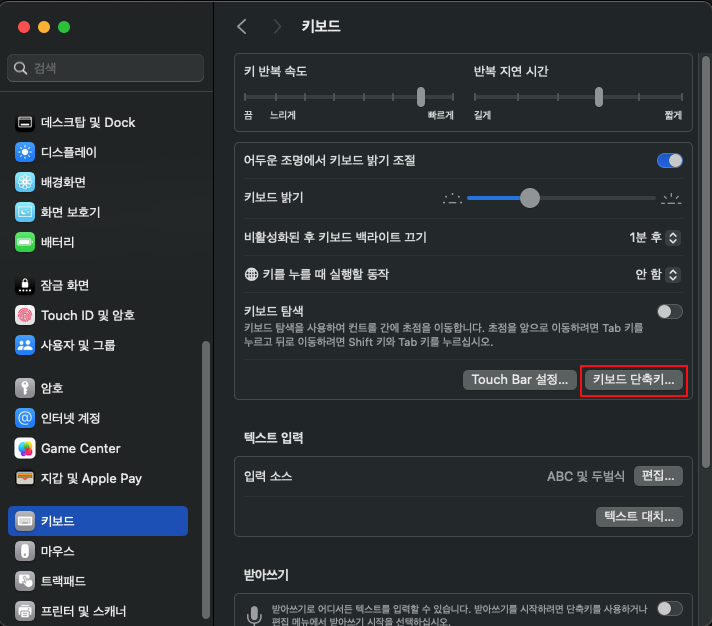 키보드
검색
데스크탑 및 Dock
디스플레이
배경화면
화면 보호기
배터리
잠금 화면
Touch ID 및 암호
사용자 및 그룹
암호
인터넷 계정
Game Center
지갑 및 Apple Pay
키보드
마우스
트랙패드
프린터 및 스캐너
키 반복 속도
반복 지연 시간
끔
느리게
빠르게
길게
짧게
어두운 조명에서 키보드 밝기 조절
키보드 밝기
비활성화된 후 키보드 백라이트 끄기
1분 후
키를 누를 때 실행할 동작
안 함
키보드 탐색
키보드 탐색을 사용하여 컨트롤 간에 초점을 이동합니다. 초점을 앞으로 이동하려면 Tab 키를
누르고 뒤로 이동하려면 Shift 키와 Tab 키를 누르십시오.
Touch Bar 설정...
키보드 단축키...
텍스트 입력
입력 소스
ABC 및 두벌식
편집...
텍스트 대치...
받아쓰기
받아쓰기로 어디서든 텍스트를 입력할 수 있습니다. 받아쓰기를 시작하려면 단축키를 사용하거나
편집 메뉴에서 받아쓰기 시작을 선택하십시오.